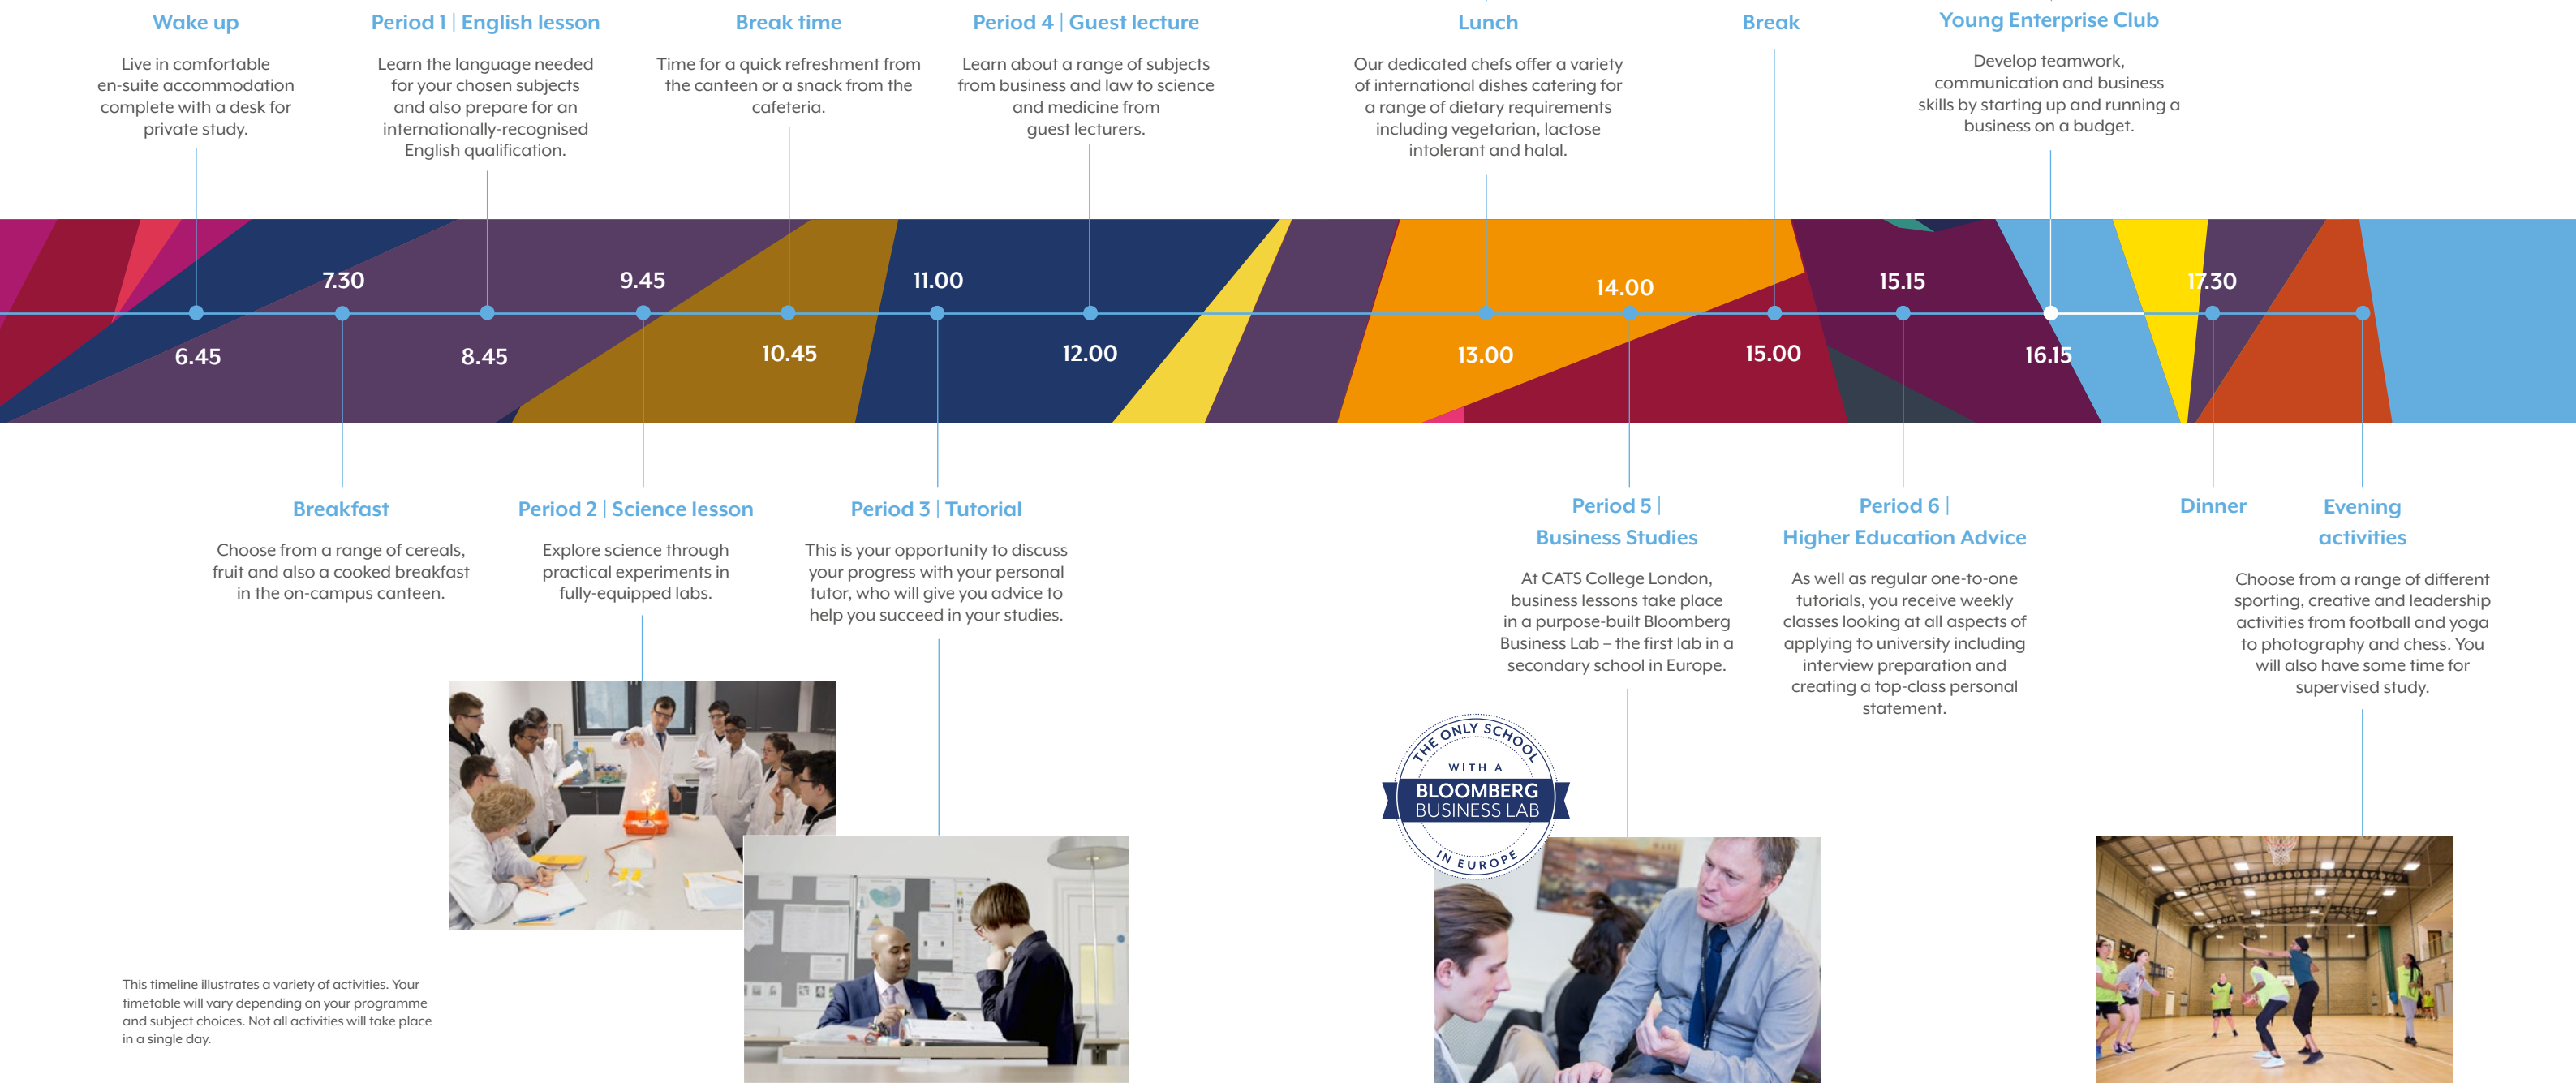 Wake up
Live in comfortable
en-suite accommodation
complete with a desk for
private study.
Period 1 | English lesson
Learn the language needed
for your chosen subjects
and also prepare for an
internationally-recognised
English qualification.
Break time
Time for a quick refreshment from
the canteen or a snack from the
cafeteria.
Period 4 | Guest lecture
Learn about a range of subjects
from business and law to science
and medicine from
guest lecturers.
Lunch
Our dedicated chefs offer a variety
of international dishes catering for
a range of dietary requirements
including vegetarian, lactose
intolerant and halal.
Break
Young Enterprise Club
Develop teamwork,
communication and business
skills by starting up and running a
business on a budget.
6.45
7.30
8.45
9.45
10.45
11.00
12.00
13.00
14.00
15.00
15.15
16.15
17.30
Breakfast
Choose from a range of cereals,
fruit and also a cooked breakfast
in the on-campus canteen.
Period 2 | Science lesson
Explore science through
practical experiments in
fully-equipped labs.
Period 3 | Tutorial
This is your opportunity to discuss
your progress with your personal
tutor, who will give you advice to
help you succeed in your studies.
Period 5 |
Business Studies
At CATS College London,
business lessons take place
in a purpose-built Bloomberg
Business Lab – the first lab in a
secondary school in Europe.
Period 6 |
Higher Education Advice
As well as regular one-to-one
tutorials, you receive weekly
classes looking at all aspects of
applying to university including
interview preparation and
creating a top-class personal
statement.
Dinner
Evening
activities
Choose from a range of different
sporting, creative and leadership
activities from football and yoga
to photography and chess. You
will also have some time for
supervised study.
THE ONLY SCHOOL
WITH A
BLOOMBERG
BUSINESS LAB
IN EUROPE
This timeline illustrates a variety of activities. Your
timetable will vary depending on your programme
and subject choices. Not all activities will take place
in a single day.